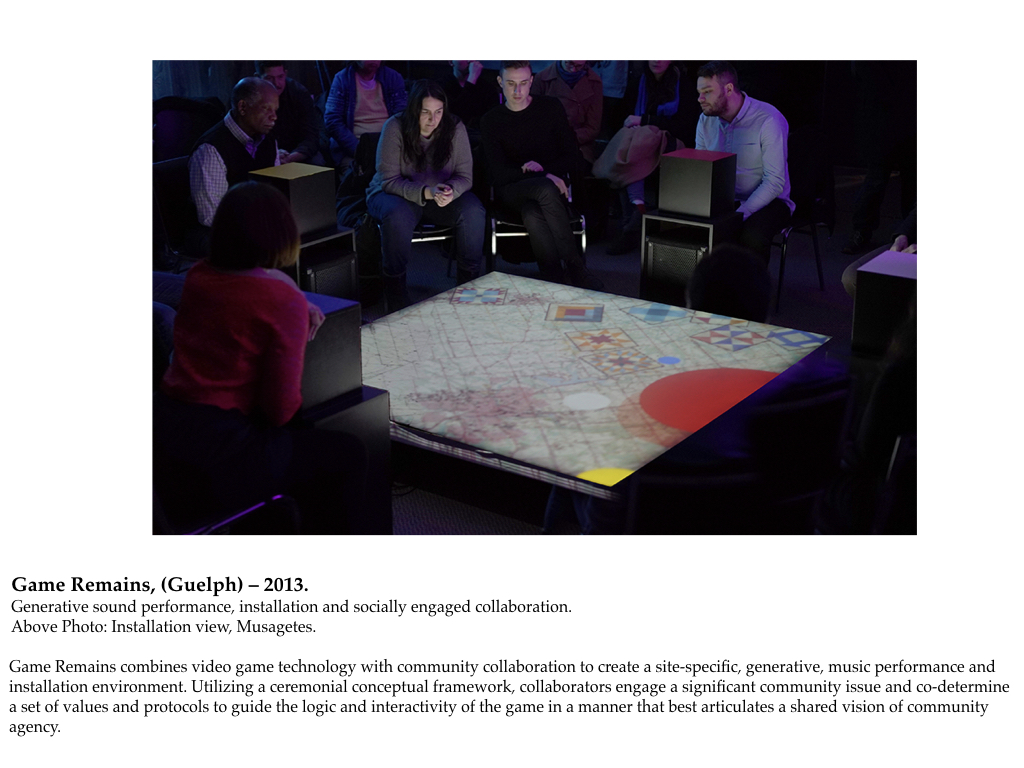 Game Remains, (Guelph) – 2013.
Generative sound performance, installation and socially engaged collaboration.
Above Photo: Installation view, Musagetes.
Game Remains combines video game technology with community collaboration to create a site-specific, generative, music performance and
installation environment. Utilizing a ceremonial conceptual framework, collaborators engage a significant community issue and co-determine
a set of values and protocols to guide the logic and interactivity of the game in a manner that best articulates a shared vision of community
agency.